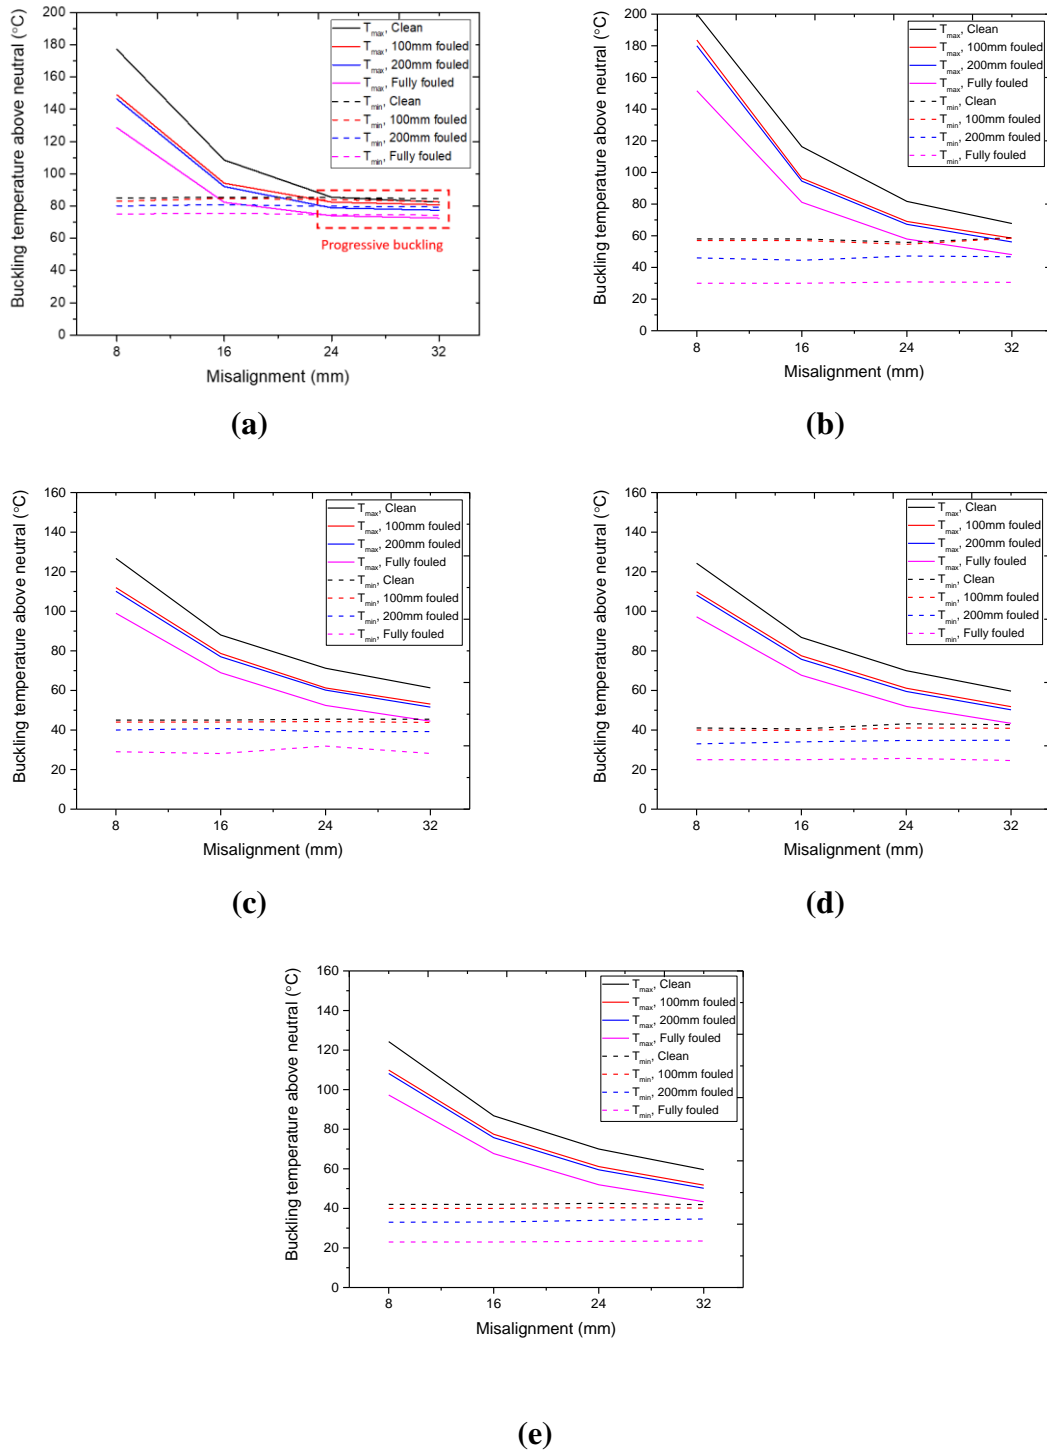 Buckling temperature above neutral (°C)
200
180
160
140
120
100
80
60
40
20
0
Tmax, Clean
Tmax, 100mm fouled
Tmax, 200mm fouled
Tmax, Fully fouled
Tmin, Clean
Tmin, 100mm fouled
Tmin, 200mm fouled
Tmin, Fully fouled
Progressive buckling
8 16 24 32
Misalignment (mm)
(a)
Buckling temperature above neutral (°C)
200
180
160
140
120
100
80
60
40
20
0
Tmax, Clean
Tmax, 100mm fouled
Tmax, 200mm fouled
Tmax, Fully fouled
Tmin, Clean
Tmin, 100mm fouled
Tmin, 200mm fouled
Tmin, Fully fouled
8 16 24 32
Misalignment (mm)
(b)
Buckling temperature above neutral (°C)
160
140
120
100
80
60
40
20
0
Tmax, Clean
Tmax, 100mm fouled
Tmax, 200mm fouled
Tmax, Fully fouled
Tmin, Clean
Tmin, 100mm fouled
Tmin, 200mm fouled
Tmin, Fully fouled
8 16 24 32
Misalignment (mm)
(c)
Buckling temperature above neutral (°C)
160
140
120
100
80
60
40
20
0
Tmax, Clean
Tmax, 100mm fouled
Tmax, 200mm fouled
Tmax, Fully fouled
Tmin, Clean
Tmin, 100mm fouled
Tmin, 200mm fouled
Tmin, Fully fouled
8 16 24 32
Misalignment (mm)
(d)
Buckling temperature above neutral (°C)
160
140
120
100
80
60
40
20
0
Tmax, Clean
Tmax, 100mm fouled
Tmax, 200mm fouled
Tmax, Fully fouled
Tmin, Clean
Tmin, 100mm fouled
Tmin, 200mm fouled
Tmin, Fully fouled
8 16 24 32
Misalignment (mm)
(e)